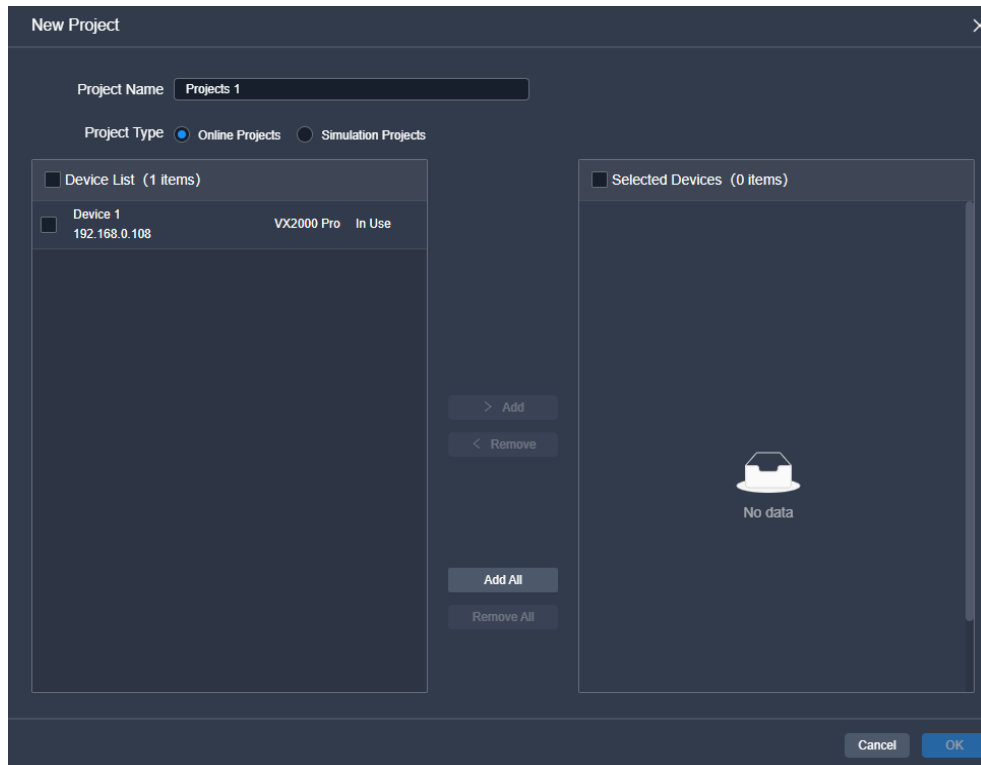 New Project
Project Name Projects 1
Project Type Online Projects Simulation Projects
Device List (1 items)
Device 1
192.168.0.108
VX2000 Pro In Use
> Add
< Remove
Add All
Remove All
Selected Devices (0 items)
No data
Cancel OK